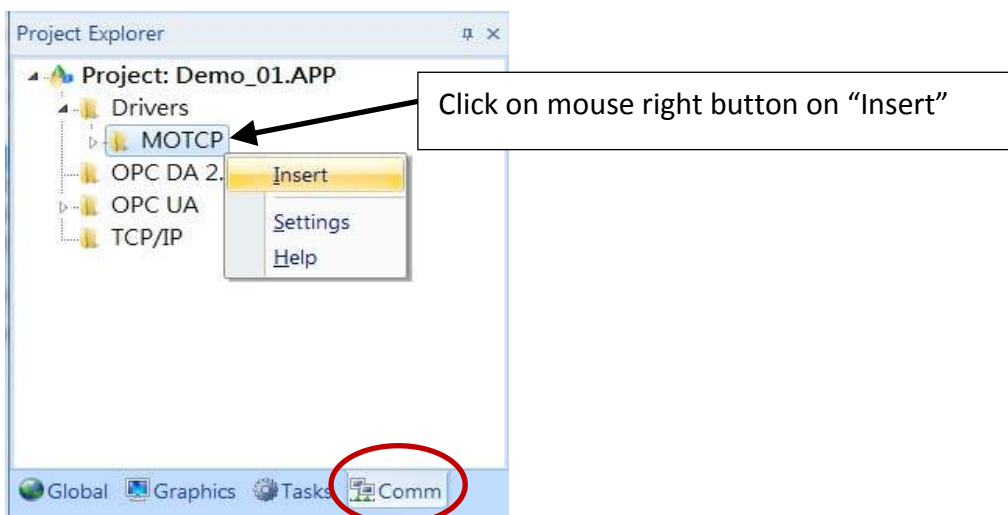 Project Explorer
Project: Demo_01.APP
Click on mouse right button on “Insert”
Drivers
MOTCP
OPC DA 2.
Insert
OPC UA
Settings
TCP/IP
Help
Global Graphics Tasks Comm